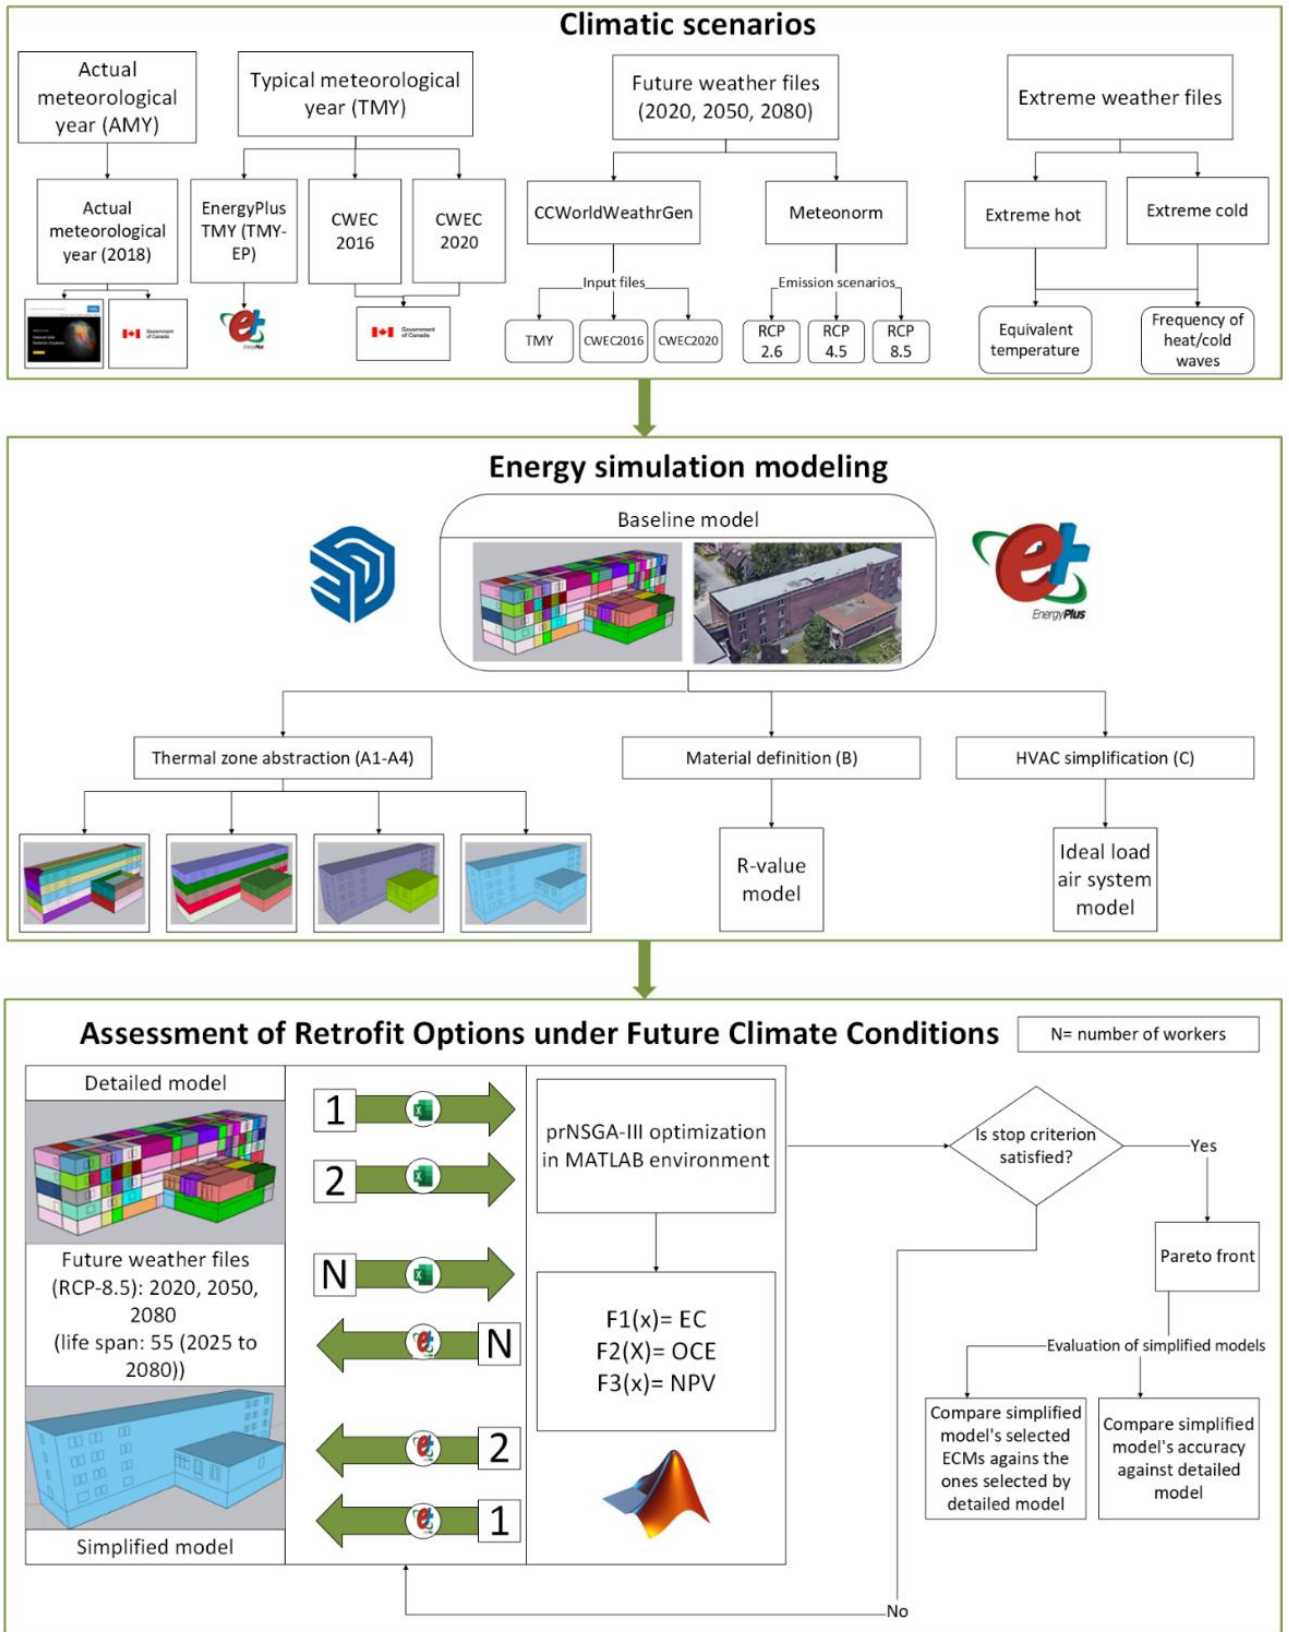 Climatic scenarios
Actual
meteorological
year (AMY)
Typical meteorological
year (TMY)
Future weather files
(2020, 2050, 2080)
Extreme weather files
Actual
meteorological
year (2018)
EnergyPlus
TMY (TMY-
EP)
CWEC
2016
CWEC
2020
CCWorldWeathrGen
Meteonorm
Extreme hot
Extreme cold
Government
of Canada
EnergyPlus
Government
of Canada
Input files
TMY
CWEC2016
CWEC2020
Emission scenarios
RCP
2.6
RCP
4.5
RCP
8.5
Equivalent
temperature
Frequency of
heat/cold
waves
Energy simulation modeling
Baseline model
EnergyPlus
Thermal zone abstraction (A1-A4)
Material definition (B)
HVAC simplification (C)
R-value
model
Ideal load
air system
model
Assessment of Retrofit Options under Future Climate Conditions
N= number of workers
Detailed model
Future weather files
(RCP-8.5): 2020, 2050,
2080
(life span: 55 (2025 to
2080))
Simplified model
1
2
N
N
2
1
prNSGA-III optimization
in MATLAB environment
F1(x)= EC
F2(X)= OCE
F3(x)= NPV
Is stop criterion
satisfied?
Yes
Pareto front
Evaluation of simplified models
Compare simplified
model's selected
ECMs agains the
ones selected by
detailed model
Compare simplified
model's accuracy
against detailed
model
No